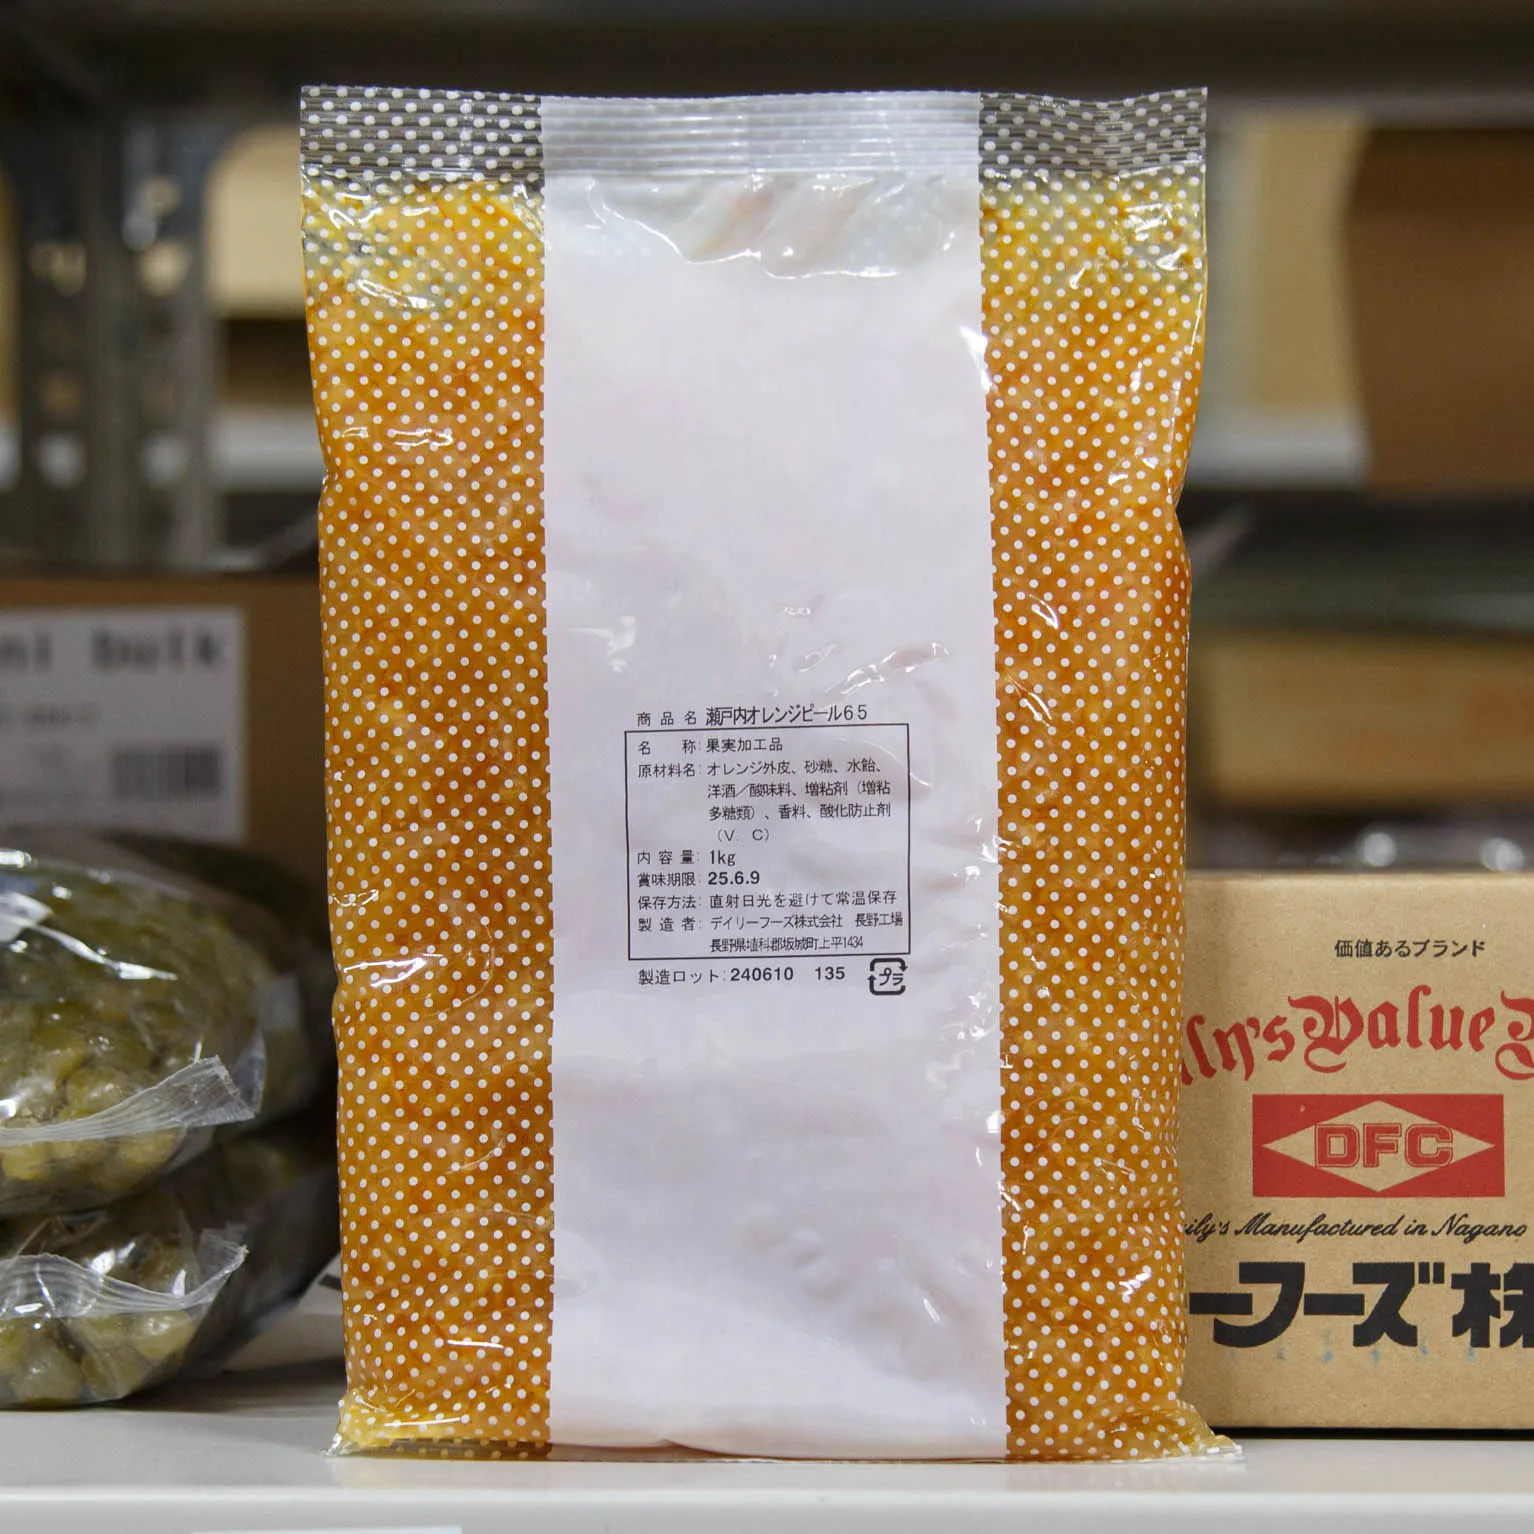 商品名 瀬戸内オレンジピール65
名 称:果実加工品
原材料名:オレンジ外皮、砂糖、水飴、
洋酒/酸味料、増粘剤(増粘
多糖類)、香料、酸化防止剤
(V.C)
内容量:1kg
賞味期限:25.6.9
保存方法:直射日光を避けて常温保存
製造者:デイリーフーズ株式会社 長野工場
長野県埴科郡坂城町上平1434
製造ロット:240610 135
プラ
bulk
価値あるブランド
ily's Value
DFC
ily's Manufactured in Nagano
ーフーズ株